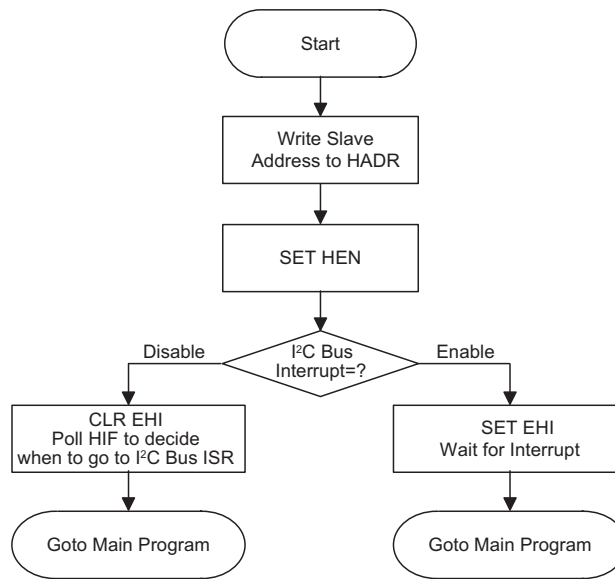 Start
Write Slave
Address to HADR
SET HEN
I²C Bus
Interrupt=?
Disable
Enable
CLR EHI
Poll HIF to decide
when to go to I²C Bus ISR
SET EHI
Wait for Interrupt
Goto Main Program
Goto Main Program